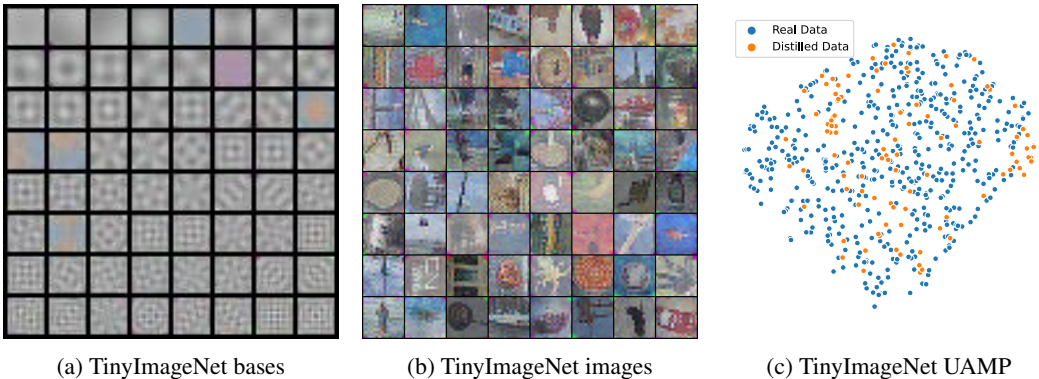 Real Data
Distilled Data
(a) TinyImageNet bases
(b) TinyImageNet images
(c) TinyImageNet UAMP